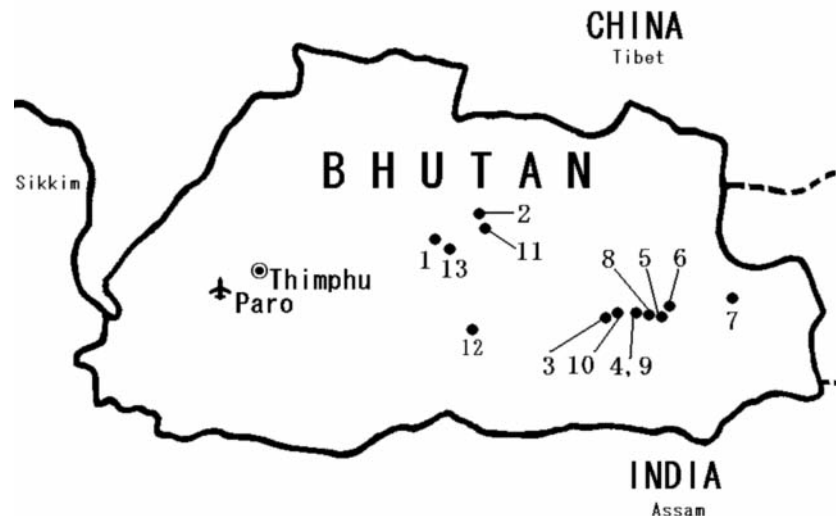 CHINA
Tibet
BHUTAN
Sikkim
2
1
13
11
Thimphu
Paro
8
5
6
7
12
3
10
4,9
INDIA
Assam